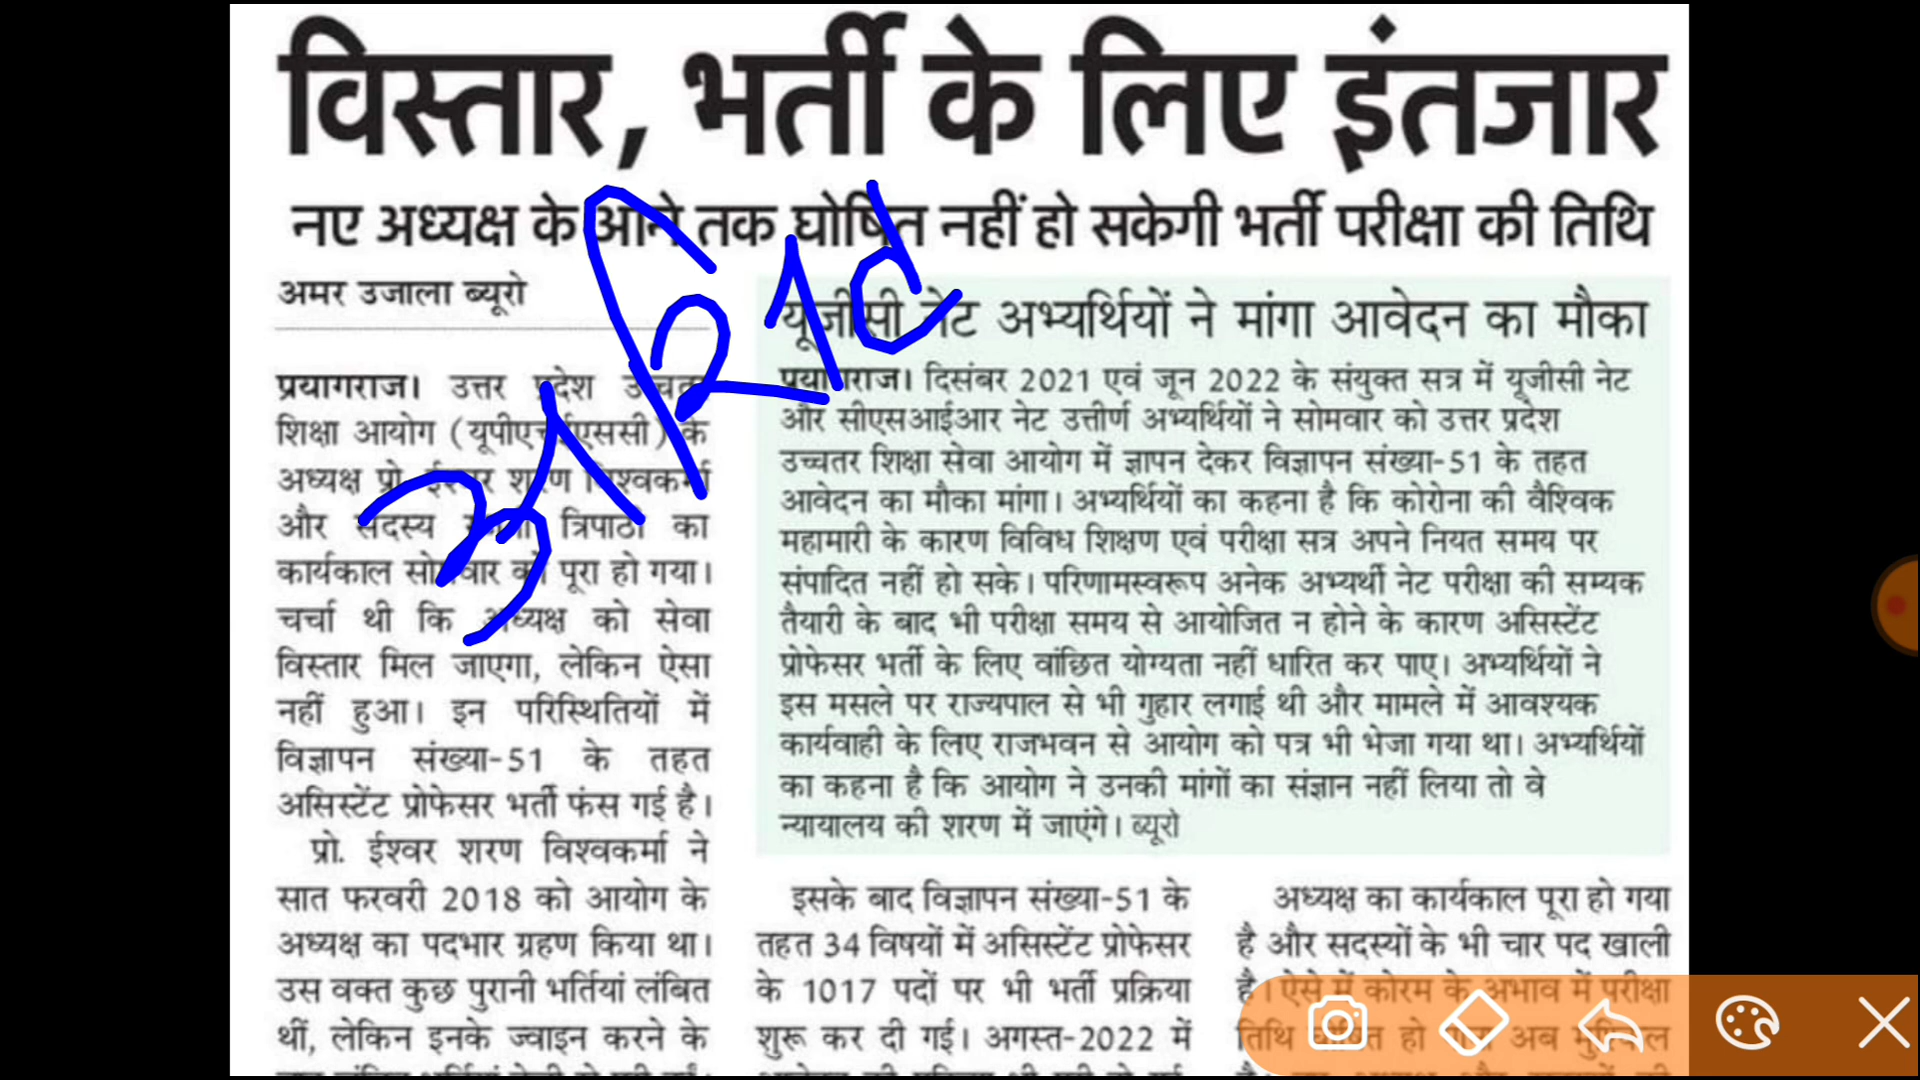 विस्तार, भर्ती के लिए इंतजार
नए अध्यक्ष के आने तक घोषित नहीं हो सकेगी भर्ती परीक्षा की तिथि
अमर उजाला ब्यूरो
प्रयागराज। उत्तर प्रदेश उच्चतर
शिक्षा आयोग (यूपीएचईएससी) के
अध्यक्ष प्रो. ईश्वर शरण विश्वकर्मा
और सदस्य त्रिपाठी का
कार्यकाल सोमवार को पूरा हो गया।
चर्चा थी कि अध्यक्ष को सेवा
विस्तार मिल जाएगा, लेकिन ऐसा
नहीं हुआ। इन परिस्थितियों में
विज्ञापन संख्या-51 के तहत
असिस्टेंट प्रोफेसर भर्ती फंस गई है।
प्रो. ईश्वर शरण विश्वकर्मा ने
सात फरवरी 2018 को आयोग के
अध्यक्ष का पदभार ग्रहण किया था।
उस वक्त कुछ पुरानी भर्तियां लंबित
थीं, लेकिन इनके ज्वाइन करने के
यूजीसी नेट अभ्यर्थियों ने मांगा आवेदन का मौका
प्रयागराज। दिसंबर 2021 एवं जून 2022 के संयुक्त सत्र में यूजीसी नेट
और सीएसआईआर नेट उत्तीर्ण अभ्यर्थियों ने सोमवार को उत्तर प्रदेश
उच्चतर शिक्षा सेवा आयोग में ज्ञापन देकर विज्ञापन संख्या-51 के तहत
आवेदन का मौका मांगा। अभ्यर्थियों का कहना है कि कोरोना की वैश्विक
महामारी के कारण विविध शिक्षण एवं परीक्षा सत्र अपने नियत समय पर
संपादित नहीं हो सके। परिणामस्वरूप अनेक अभ्यर्थी नेट परीक्षा की सम्यक
तैयारी के बाद भी परीक्षा समय से आयोजित न होने के कारण असिस्टेंट
प्रोफेसर भर्ती के लिए वांछित योग्यता नहीं धारित कर पाए। अभ्यर्थियों ने
इस मसले पर राज्यपाल से भी गुहार लगाई थी और मामले में आवश्यक
कार्यवाही के लिए राजभवन से आयोग को पत्र भी भेजा गया था। अभ्यर्थियों
का कहना है कि आयोग ने उनकी मांगों का संज्ञान नहीं लिया तो वे
न्यायालय की शरण में जाएंगे। ब्यूरो
इसके बाद विज्ञापन संख्या-51 के
तहत 34 विषयों में असिस्टेंट प्रोफेसर
के 1017 पदों पर भी भर्ती प्रक्रिया
शुरू कर दी गई। अगस्त-2022 में
अध्यक्ष का कार्यकाल पूरा हो गया
है और सदस्यों के भी चार पद खाली
है। ऐसे में कोरम के अभाव में परीक्षा
तिथि घोषित हो पाना अब मुश्किल